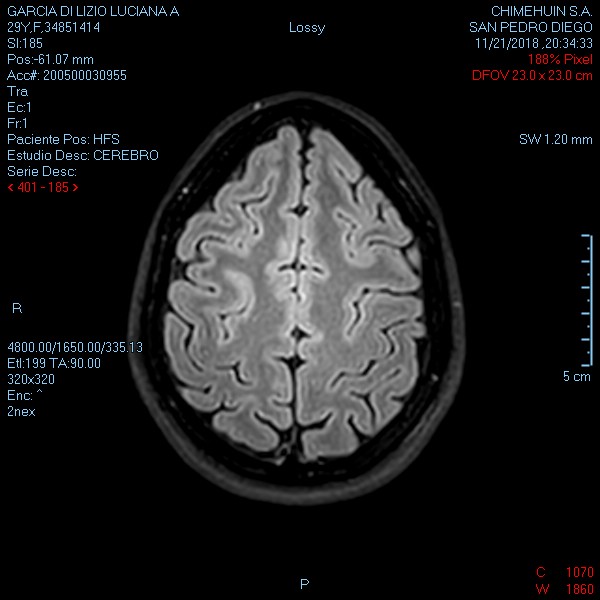 GARCIA DI LIZIO LUCIANA A
29Y,F,34851414
Sl:185
Pos:-61.07 mm
Acc#: 200500030955
Tra
Ec:1
Fr:1
Paciente Pos: HFS
Estudio Desc: CEREBRO
Serie Desc:
< 401 - 185 >
Lossy
CHIMEHUIN S.A.
SAN PEDRO DIEGO
11/21/2018 ,20:34:33
188% Pixel
DFOV 23.0 x 23.0 cm
SW 1.20 mm
R
4800.00/1650.00/335.13
Etl:199 TA:90.00
320x320
Enc: ^
2nex
5 cm
P
C 1070
W 1860